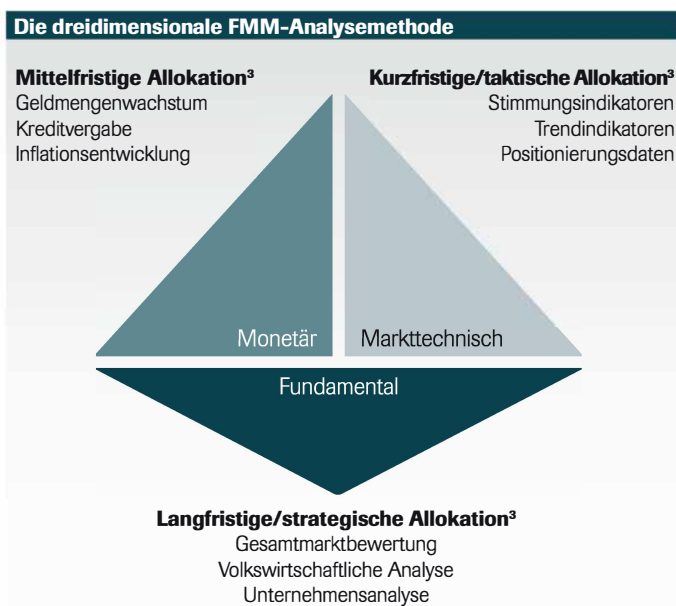 Die dreidimensionale FMM-Analysemethode
Mittelfristige Allokation³
Geldmengenwachstum
Kreditvergabe
Inflationsentwicklung
Kurzfristige/taktische Allokation³
Stimmungsindikatoren
Trendindikatoren
Positionierungsdaten
Monetär
Markttechnisch
Fundamental
Langfristige/strategische Allokation³
Gesamtmarktbewertung
Volkswirtschaftliche Analyse
Unternehmensanalyse